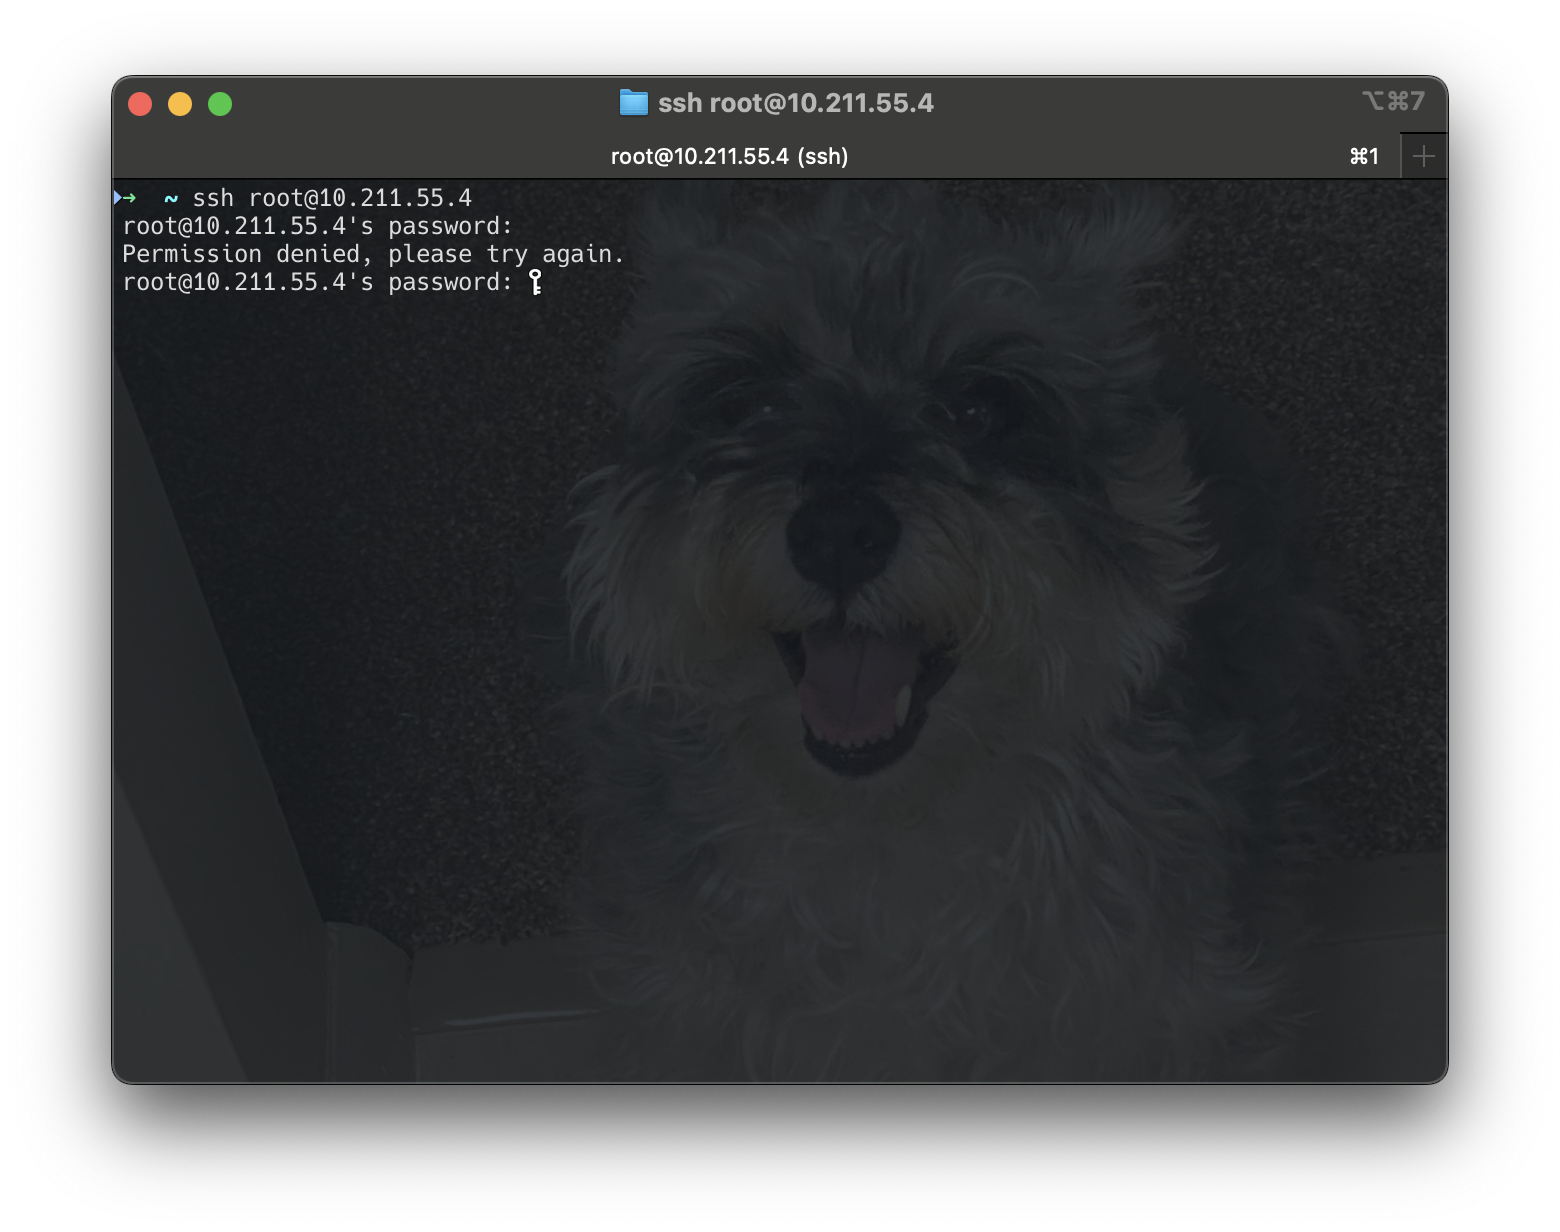 ssh root@10.211.55.4
⌥⌘7
root@10.211.55.4 (ssh)
⌘1
→ ~ ssh root@10.211.55.4
root@10.211.55.4's password:
Permission denied, please try again.
root@10.211.55.4's password: